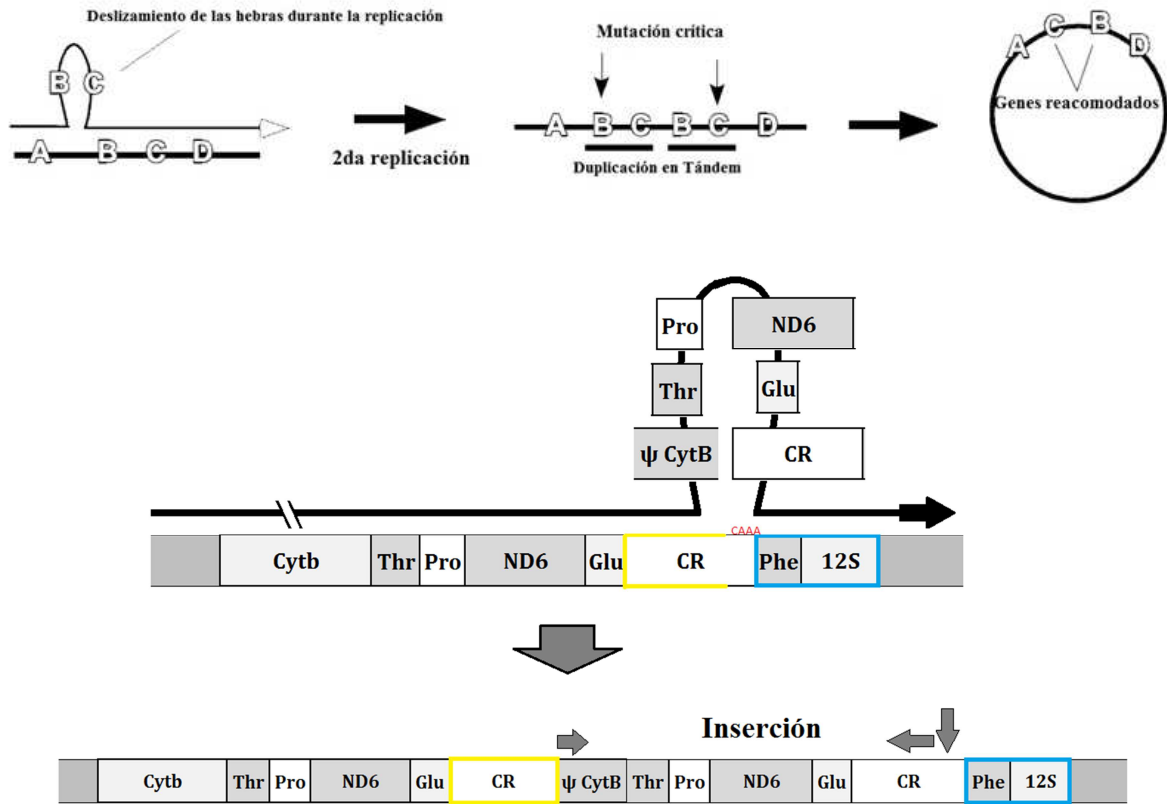 Deslizamiento de las hebras durante la replicación
B C
A B C D
2da replicación
Mutación crítica
A B C B C D
Duplicación en Tándem
A C B D
Genes reacomodados
Pro ND6
Thr Glu
ψ CytB CR
CAAA
Cytb Thr Pro ND6 Glu CR Phe 12S
Inserción
Cytb Thr Pro ND6 Glu CR ψ CytB Thr Pro ND6 Glu CR Phe 12S